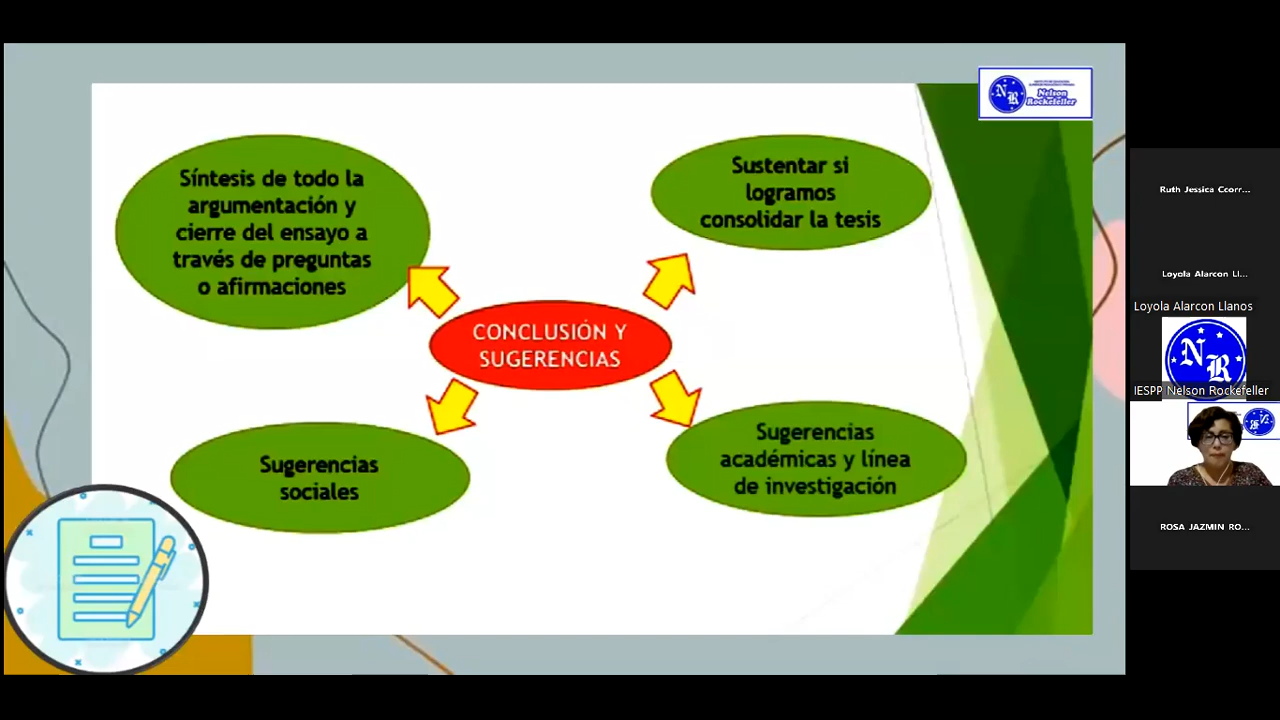 Síntesis de todo la
argumentación y
cierre del ensayo a
través de preguntas
o afirmaciones
Sustentar si
logramos
consolidar la tesis
CONCLUSIÓN Y
SUGERENCIAS
Sugerencias
sociales
Sugerencias
académicas y línea
de investigación
NR
Nelson
Rockefeller
Ruth Jessica Ccorr...
Loyola Alarcon Ll...
Loyola Alarcon Llanos
NR
IESPP Nelson Rockefeller
ROSA JAZMIN RO...